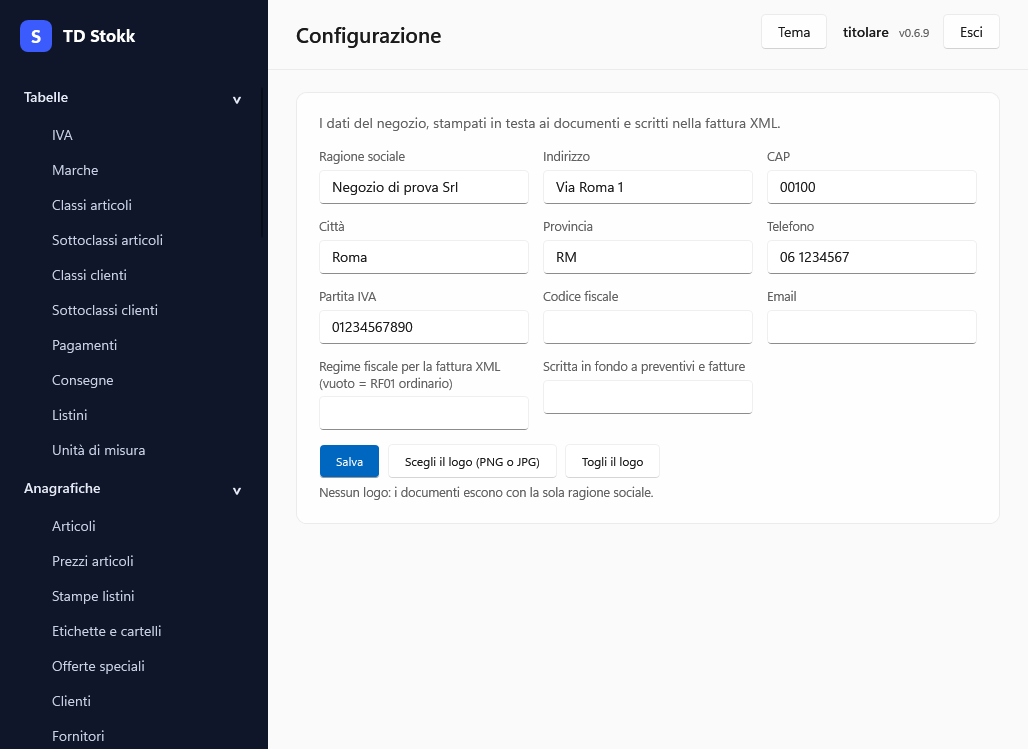 S TD Stokk
Tabelle
IVA
Marche
Classi articoli
Sottoclassi articoli
Classi clienti
Sottoclassi clienti
Pagamenti
Consegne
Listini
Unità di misura
Anagrafiche
Articoli
Prezzi articoli
Stampe listini
Etichette e cartelli
Offerte speciali
Clienti
Fornitori
Configurazione
Tema titolare v0.6.9 Esci
I dati del negozio, stampati in testa ai documenti e scritti nella fattura XML.
Ragione sociale Indirizzo CAP
Negozio di prova Srl Via Roma 1 00100
Città Provincia Telefono
Roma RM 06 1234567
Partita IVA Codice fiscale Email
01234567890
Regime fiscale per la fattura XML Scritta in fondo a preventivi e fatture
(vuoto = RF01 ordinario)
Salva Scegli il logo (PNG o JPG) Togli il logo
Nessun logo: i documenti escono con la sola ragione sociale.